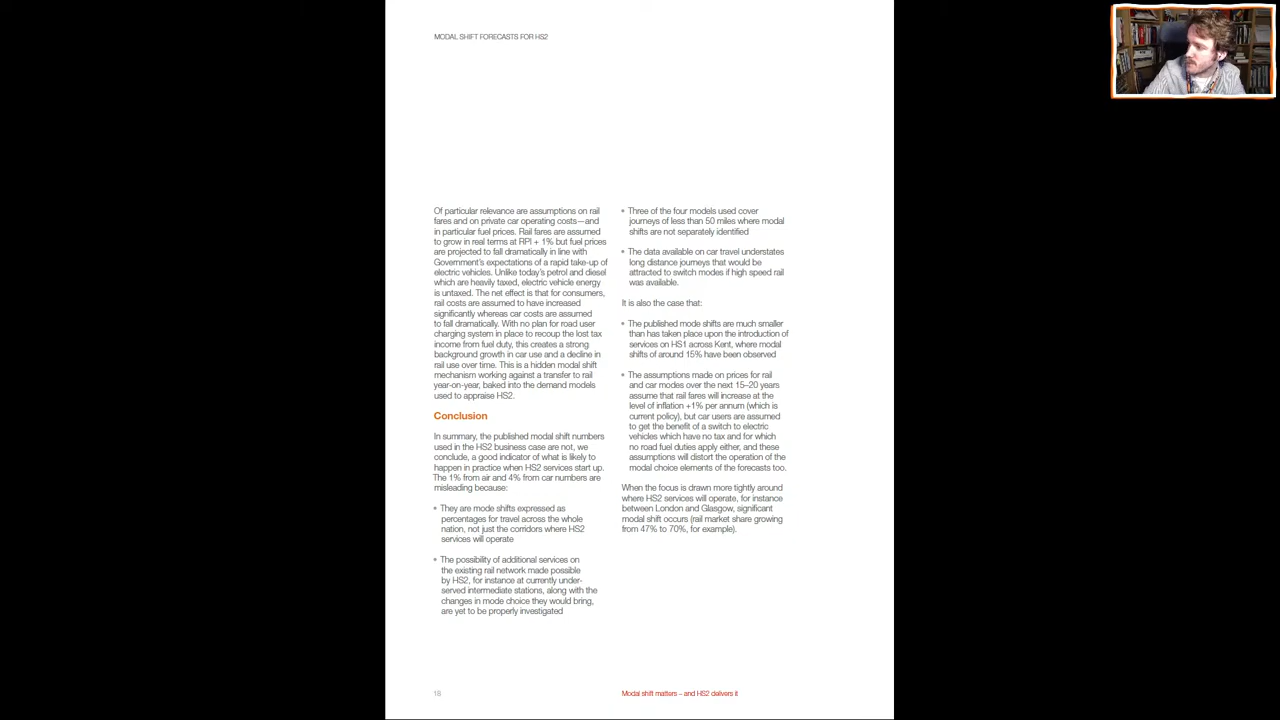 MODAL SHIFT FORECASTS FOR HS2
Of particular relevance are assumptions on rail
fares and on private car operating costs—and
in particular fuel prices. Rail fares are assumed
to grow in real terms at RPI + 1% but fuel prices
are projected to fall dramatically in line with
Government's expectations of a rapid take-up of
electric vehicles. Unlike today's petrol and diesel
which are heavily taxed, electric vehicle energy
is untaxed. The net effect is that for consumers,
rail costs are assumed to have increased
significantly whereas car costs are assumed
to fall dramatically. With no plan for road user
charging system in place to recoup the lost tax
income from fuel duty, this creates a strong
background growth in car use and a decline in
rail use over time. This is a hidden modal shift
mechanism working against a transfer to rail
year-on-year, baked into the demand models
used to appraise HS2.
Conclusion
In summary, the published modal shift numbers
used in the HS2 business case are not, we
conclude, a good indicator of what is likely to
happen in practice when HS2 services start up.
The 1% from air and 4% from car numbers are
misleading because:
• They are mode shifts expressed as
percentages for travel across the whole
nation, not just the corridors where HS2
services will operate
• The possibility of additional services on
the existing rail network made possible
by HS2, for instance at currently under-
served intermediate stations, along with the
changes in mode choice they would bring,
are yet to be properly investigated
• Three of the four models used cover
journeys of less than 50 miles where modal
shifts are not separately identified
• The data available on car travel understates
long distance journeys that would be
attracted to switch modes if high speed rail
was available.
It is also the case that:
• The published mode shifts are much smaller
than has taken place upon the introduction of
services on HS1 across Kent, where modal
shifts of around 15% have been observed
• The assumptions made on prices for rail
and car modes over the next 15–20 years
assume that rail fares will increase at the
level of inflation +1% per annum (which is
current policy), but car users are assumed
to get the benefit of a switch to electric
vehicles which have no tax and for which
no road fuel duties apply either, and these
assumptions will distort the operation of the
modal choice elements of the forecasts too.
When the focus is drawn more tightly around
where HS2 services will operate, for instance
between London and Glasgow, significant
modal shift occurs (rail market share growing
from 47% to 70%, for example).
18
Modal shift matters – and HS2 delivers it